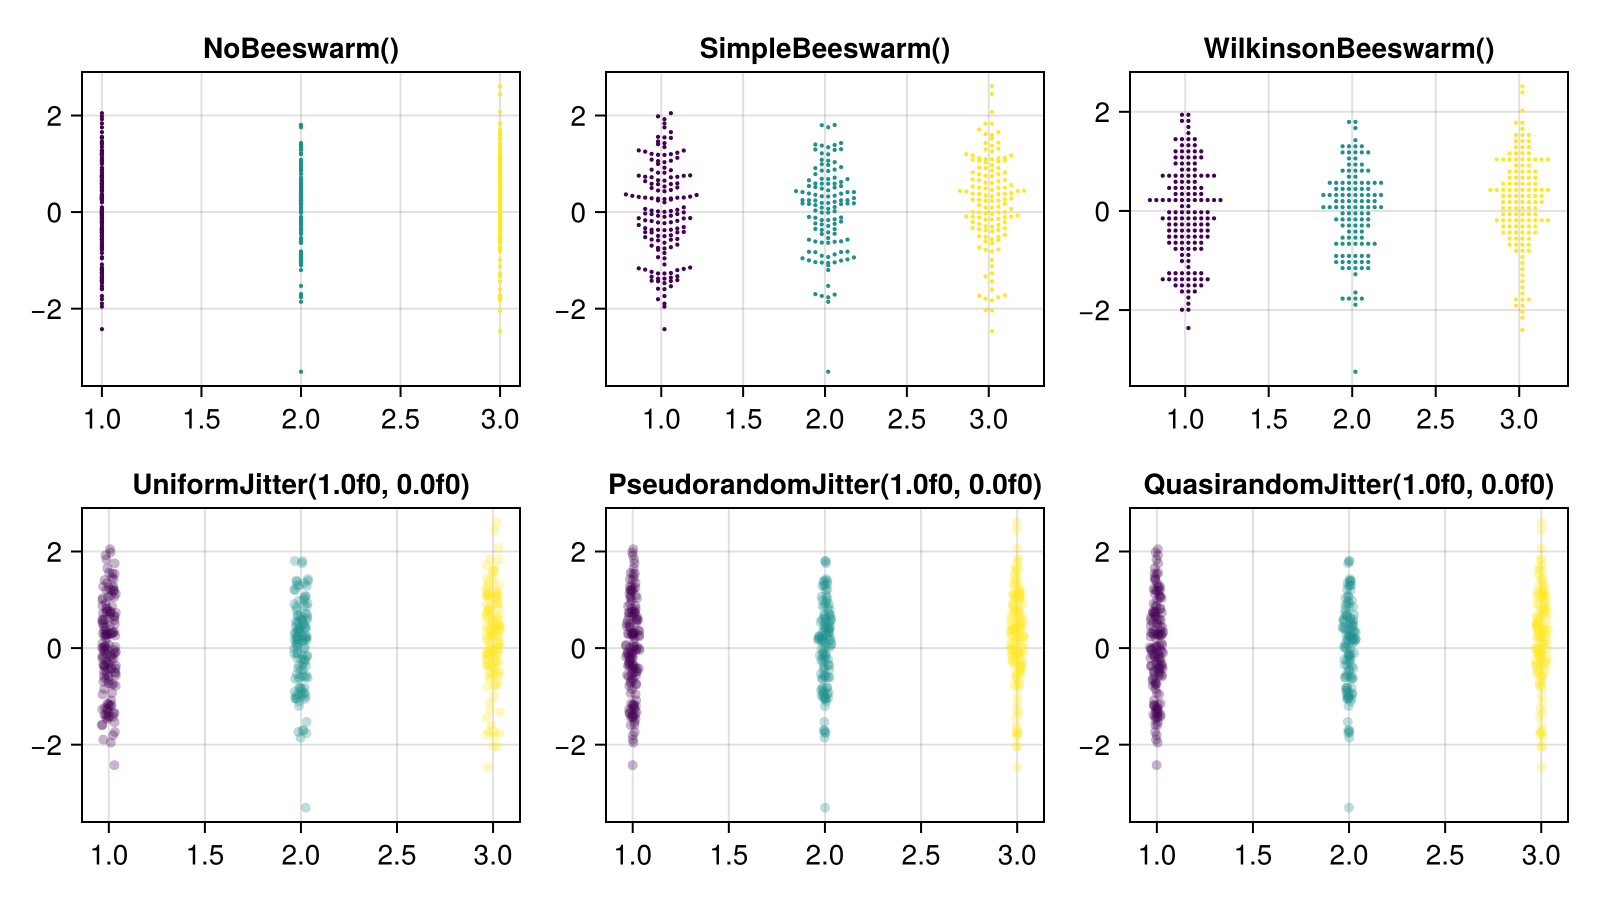 NoBeeswarm()
2
0
−2
1.0 1.5 2.0 2.5 3.0
SimpleBeeswarm()
2
0
−2
1.0 1.5 2.0 2.5 3.0
WilkinsonBeeswarm()
2
0
−2
1.0 1.5 2.0 2.5 3.0
UniformJitter(1.0f0, 0.0f0)
2
0
−2
1.0 1.5 2.0 2.5 3.0
PseudorandomJitter(1.0f0, 0.0f0)
2
0
−2
1.0 1.5 2.0 2.5 3.0
QuasirandomJitter(1.0f0, 0.0f0)
2
0
−2
1.0 1.5 2.0 2.5 3.0